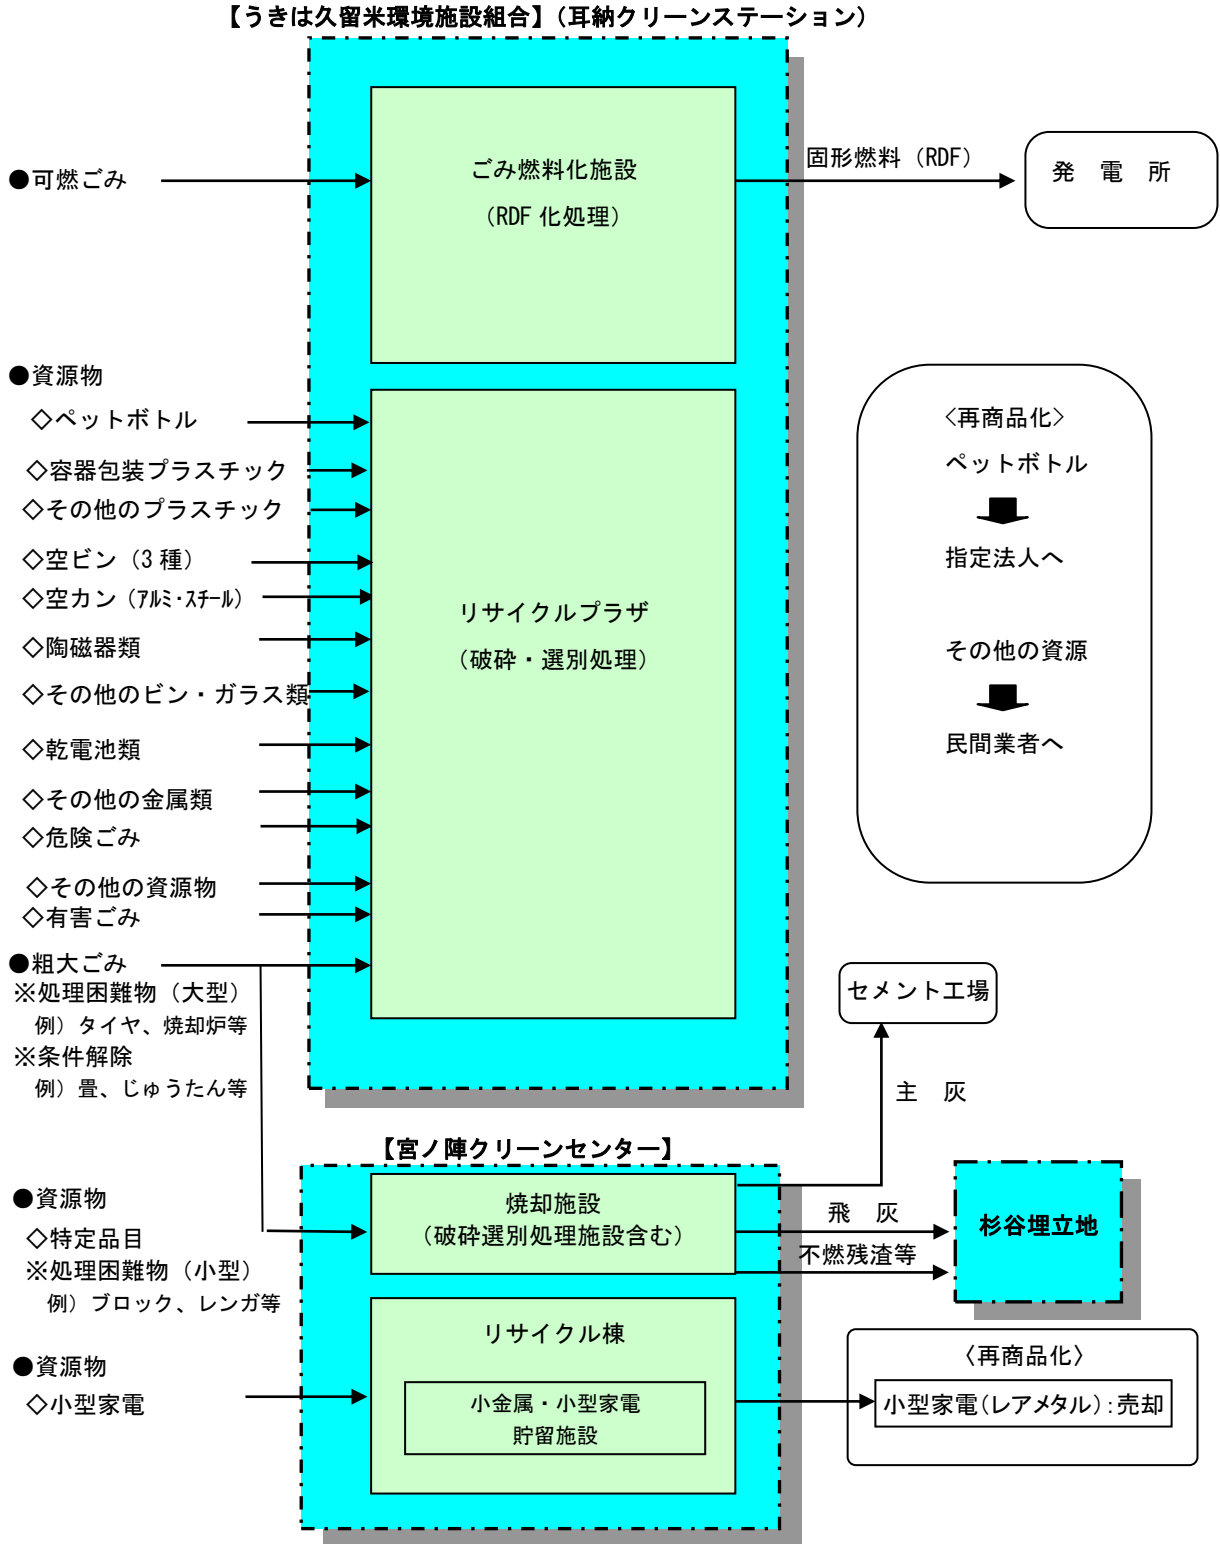 【うきは久留米環境施設組合】(耳納クリーンステーション)
●可燃ごみ
ごみ燃料化施設
(RDF 化処理)
固形燃料(RDF)
発 電 所
●資源物
◇ペットボトル
◇容器包装プラスチック
◇その他のプラスチック
◇空ビン(3 種)
◇空カン(ｱﾙﾐ･ｽﾁｰﾙ)
◇陶磁器類
◇その他のビン・ガラス類
◇乾電池類
◇その他の金属類
◇危険ごみ
◇その他の資源物
◇有害ごみ
リサイクルプラザ
(破砕・選別処理)
〈再商品化〉
ペットボトル
指定法人へ
その他の資源
民間業者へ
●粗大ごみ
※処理困難物(大型)
例)タイヤ、焼却炉等
※条件解除
例)畳、じゅうたん等
セメント工場
主 灰
【宮ノ陣クリーンセンター】
●資源物
◇特定品目
※処理困難物(小型)
例)ブロック、レンガ等
焼却施設
(破砕選別処理施設含む)
飛 灰
不燃残渣等
杉谷埋立地
●資源物
◇小型家電
リサイクル棟
小金属・小型家電
貯留施設
〈再商品化〉
小型家電(レアメタル):売却